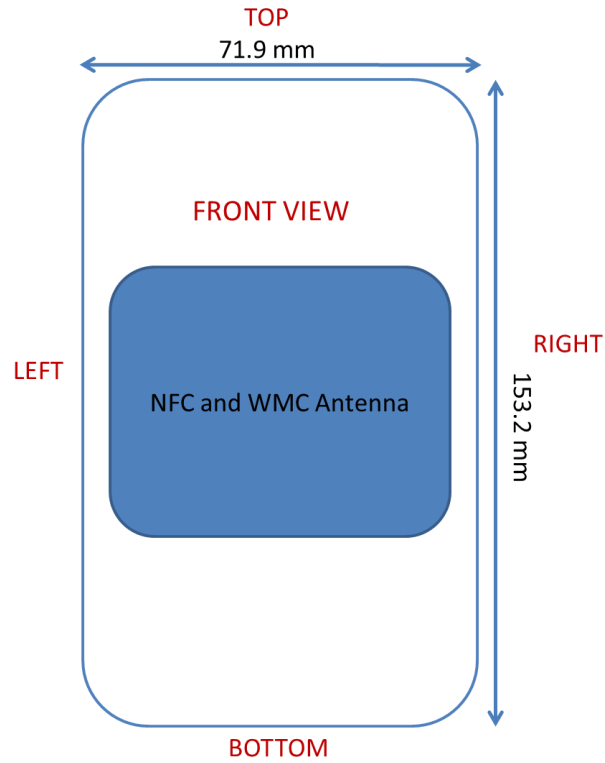 TOP
71.9 mm
FRONT VIEW
LEFT
RIGHT
NFC and WMC Antenna
153.2 mm
BOTTOM